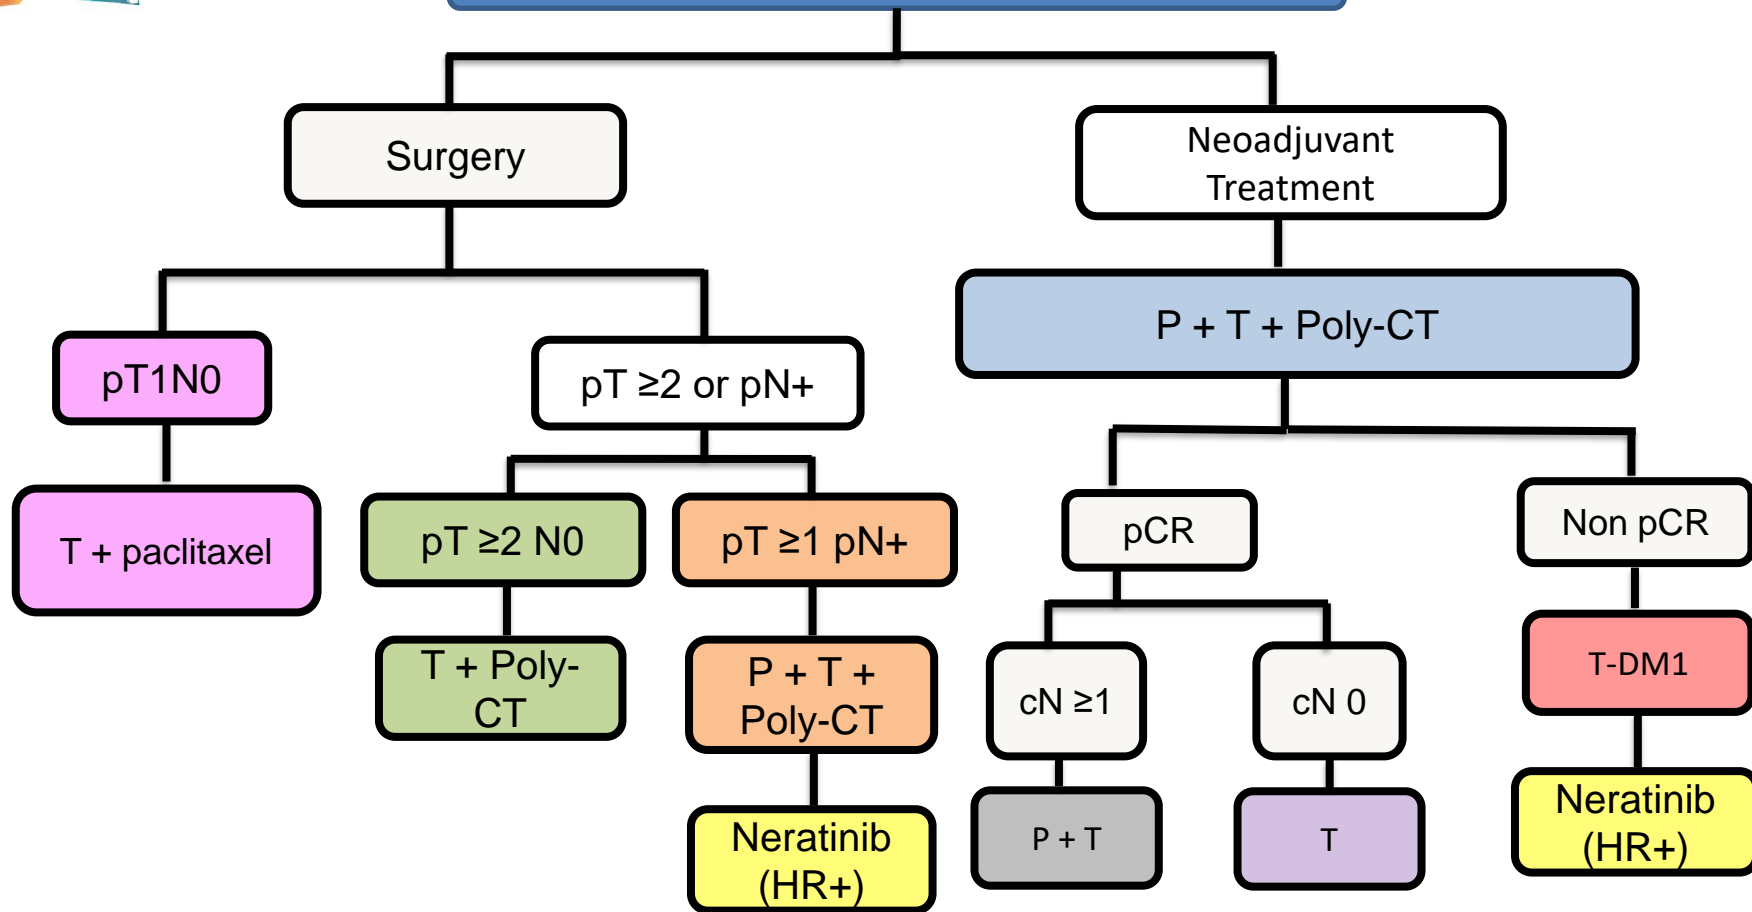 Surgery
Neoadjuvant
Treatment
P + T + Poly-CT
pT1N0
pT ≥2 or pN+
T + paclitaxel
pT ≥2 N0
pT ≥1 pN+
pCR
Non pCR
T + Poly-
CT
P + T +
Poly-CT
cN ≥1
cN 0
T-DM1
Neratinib
(HR+)
P + T
T
Neratinib
(HR+)